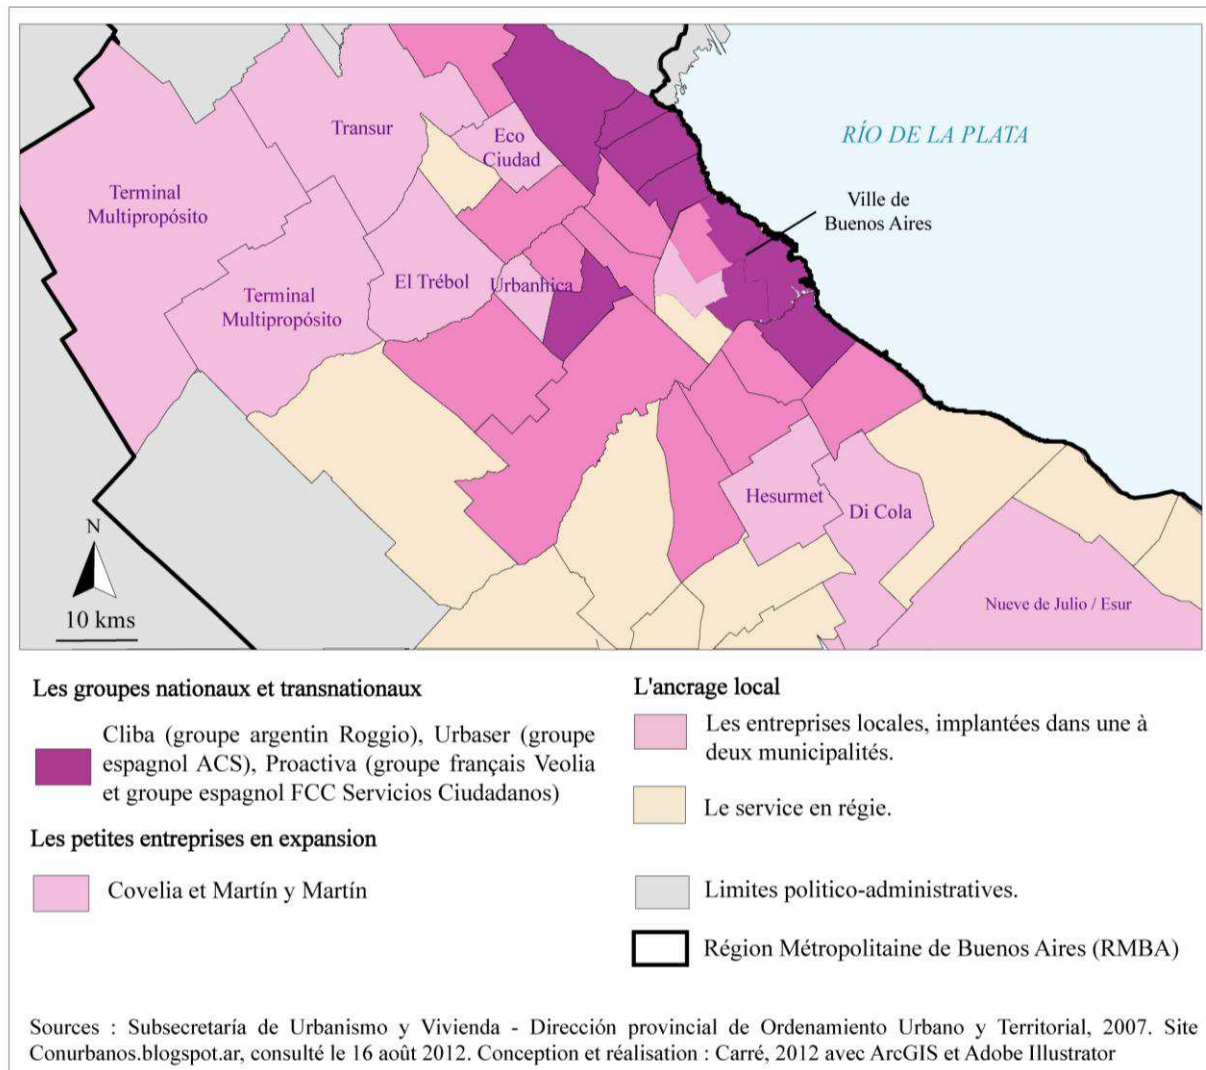 RÍO DE LA PLATA
Transur
Eco
Ciudad
Terminal
Multipropósito
Ville de
Buenos Aires
El Trébol
Urbanhica
Terminal
Multipropósito
Hesurmet
Di Cola
Nueve de Julio / Esur
N
10 kms
Les groupes nationaux et transnationaux
Cliba (groupe argentin Roggio), Urbaser (groupe
espagnol ACS), Proactiva (groupe français Veolia
et groupe espagnol FCC Servicios Ciudadanos)
Les petites entreprises en expansion
Covelia et Martín y Martín
L'ancrage local
Les entreprises locales, implantées dans une à
deux municipalités.
Le service en régie.
Limites politico-administratives.
Région Métropolitaine de Buenos Aires (RMBA)
Sources : Subsecretaría de Urbanismo y Vivienda - Dirección provincial de Ordenamiento Urbano y Territorial, 2007. Site
Conurbanos.blogspot.ar, consulté le 16 août 2012. Conception et réalisation : Carré, 2012 avec ArcGIS et Adobe Illustrator